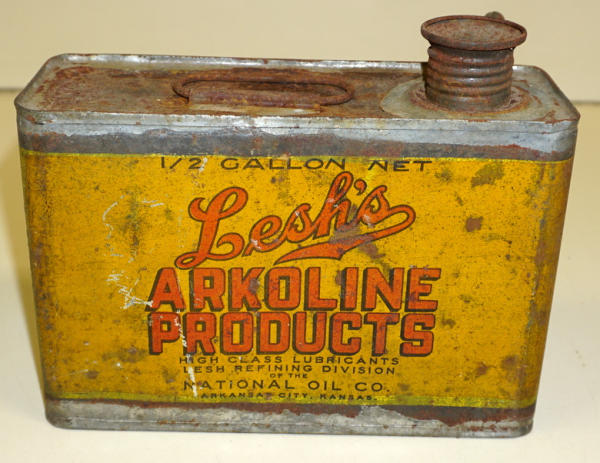 1/2 GALLON NET
Lesh's
ARKOLINE
PRODUCTS
HIGH CLASS LUBRICANTS
LESH REFINING DIVISION
OF THE
NATIONAL OIL CO.
ARKANSAS CITY, KANSAS.